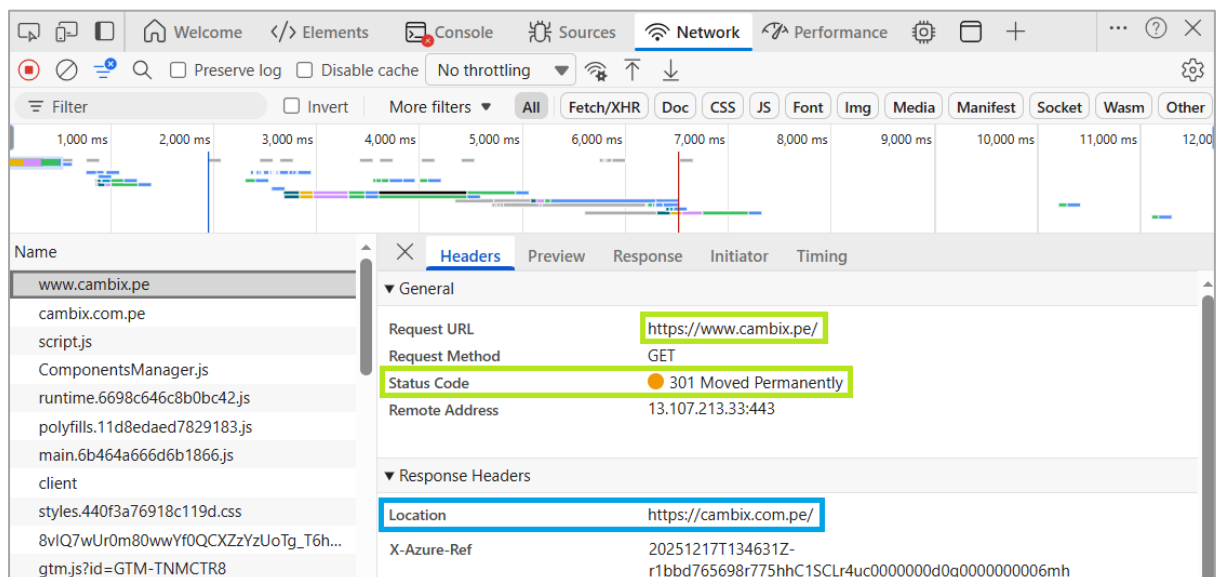 Welcome </> Elements Console Sources Network Performance
Preserve log Disable cache No throttling
Filter Invert More filters All Fetch/XHR Doc CSS JS Font Img Media Manifest Socket Wasm Other
1,000 ms 2,000 ms 3,000 ms 4,000 ms 5,000 ms 6,000 ms 7,000 ms 8,000 ms 9,000 ms 10,000 ms 11,000 ms 12,00
Name
www.cambix.pe
cambix.com.pe
script.js
ComponentsManager.js
runtime.6698c646c8b0bc42.js
polyfills.11d8edaed7829183.js
main.6b464a666d6b1866.js
client
styles.440f3a76918c119d.css
8vIQ7wUr0m80wwYf0QCXZzYzUoTg_T6h...
gtm.js?id=GTM-TNMCTR8
Headers Preview Response Initiator Timing
General
Request URL https://www.cambix.pe/
Request Method GET
Status Code 301 Moved Permanently
Remote Address 13.107.213.33:443
Response Headers
Location https://cambix.com.pe/
X-Azure-Ref 20251217T134631Z-
r1bbd765698r775hhC1SCLr4uc0000000d0g0000000006mh